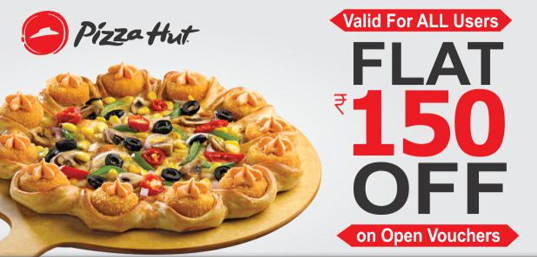 Pizza Hut
Valid For ALL Users
FLAT
₹150
OFF
on Open Vouchers